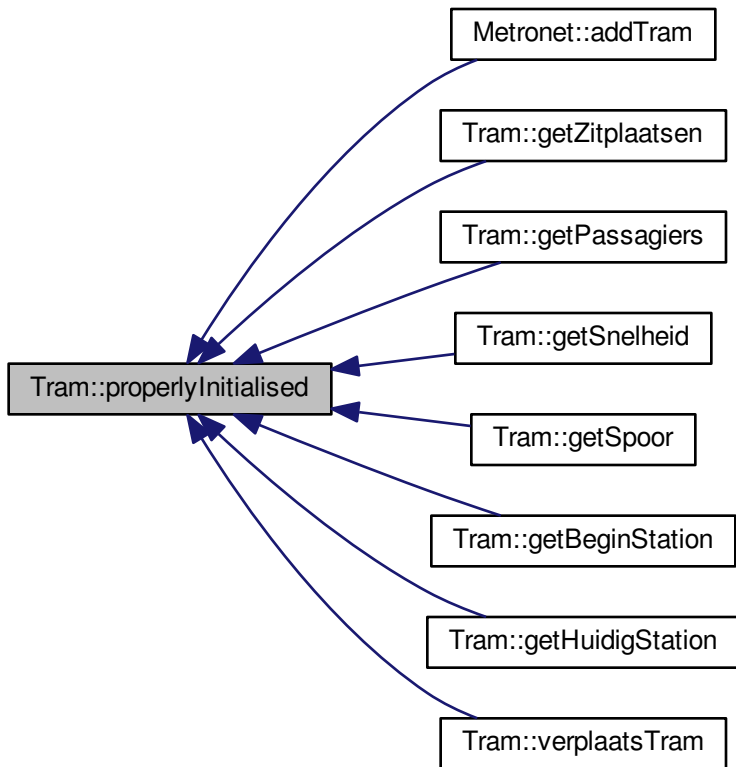 Metronet::addTram
Tram::getZitplaatsen
Tram::getPassagiers
Tram::getSnelheid
Tram::properlyInitialised
Tram::getSpoor
Tram::getBeginStation
Tram::getHuidigStation
Tram::verplaatsTram